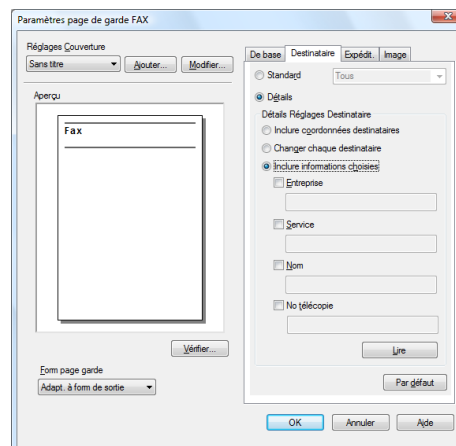 Paramètres page de garde FAX
Réglages Couverture
Sans titre
Ajouter...
Modifier...
Aperçu
Fax
Vérifier...
Form page garde
Adapt. à form de sortie
De base
Destinataire
Expédit.
Image
Standard
Tous
Détails
Détails Réglages Destinataire
Inclure coordonnées destinataires
Changer chaque destinataire
Inclure informations choisies
Entreprise
Service
Nom
No télécopie
Lire
Par défaut
OK
Annuler
Aide